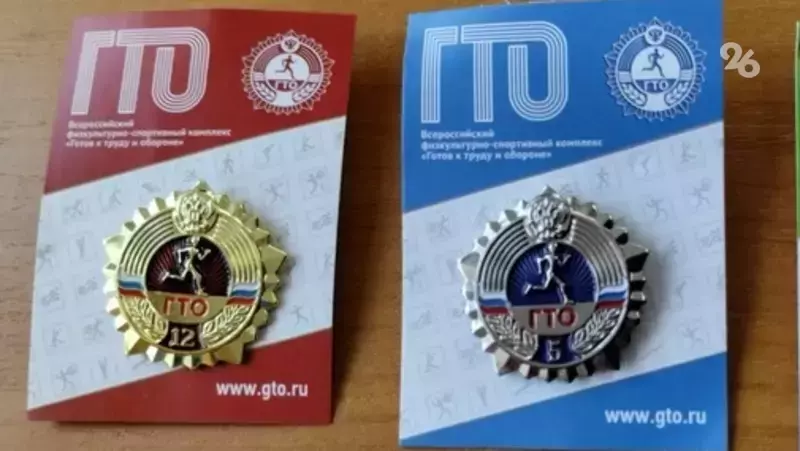 ГТО
ГТО
Всероссийский
физкультурно-спортивный комплекс
«Готов к труду и обороне»
ГТО
12
www.gto.ru
ГТО
ГТО
Всероссийский
физкультурно-спортивный комплекс
«Готов к труду и обороне»
ГТО
Б
www.gto.ru
26